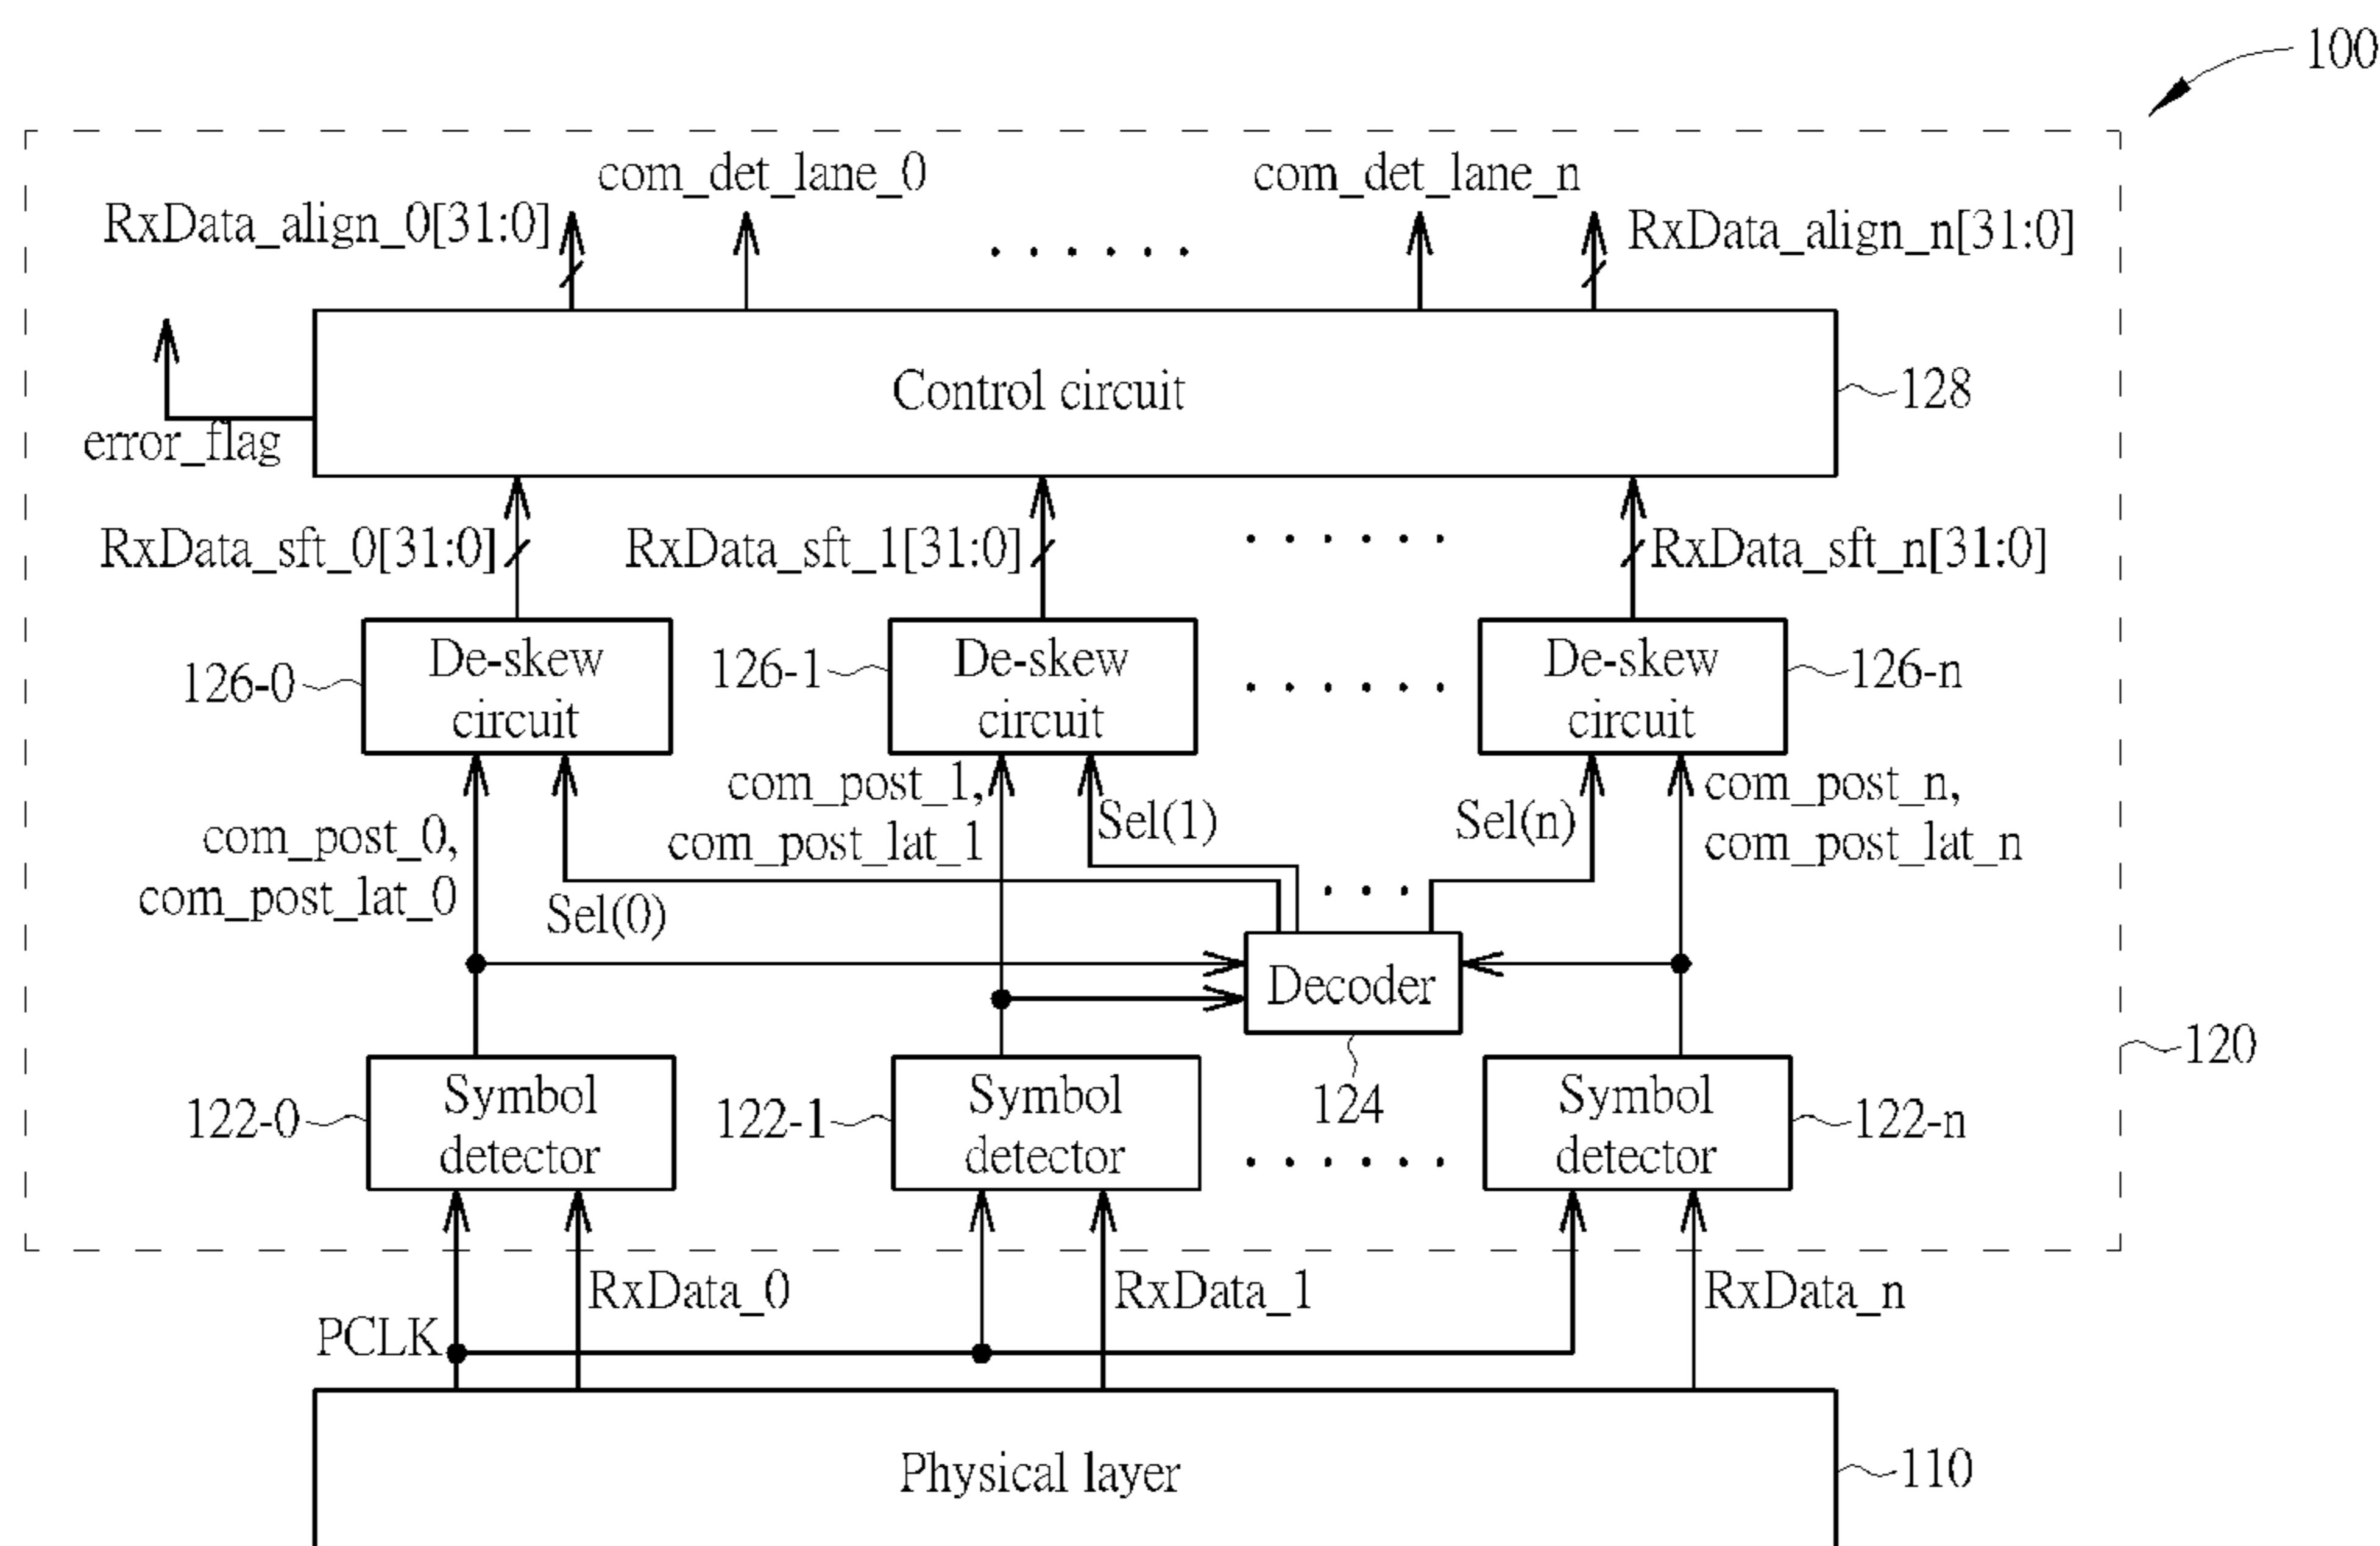 100
com_det_lane_0
com_det_lane_n
RxData_align_0[31:0]
RxData_align_n[31:0]
Control circuit
128
error_flag
RxData_sft_0[31:0]
RxData_sft_1[31:0]
RxData_sft_n[31:0]
126-0
De-skew
circuit
126-1
De-skew
circuit
De-skew
circuit
126-n
com_post_0,
com_post_lat_0
Sel(0)
com_post_1,
com_post_lat_1
Sel(1)
Sel(n)
com_post_n,
com_post_lat_n
Decoder
124
120
122-0
Symbol
detector
122-1
Symbol
detector
Symbol
detector
122-n
RxData_0
RxData_1
RxData_n
PCLK
Physical layer
110